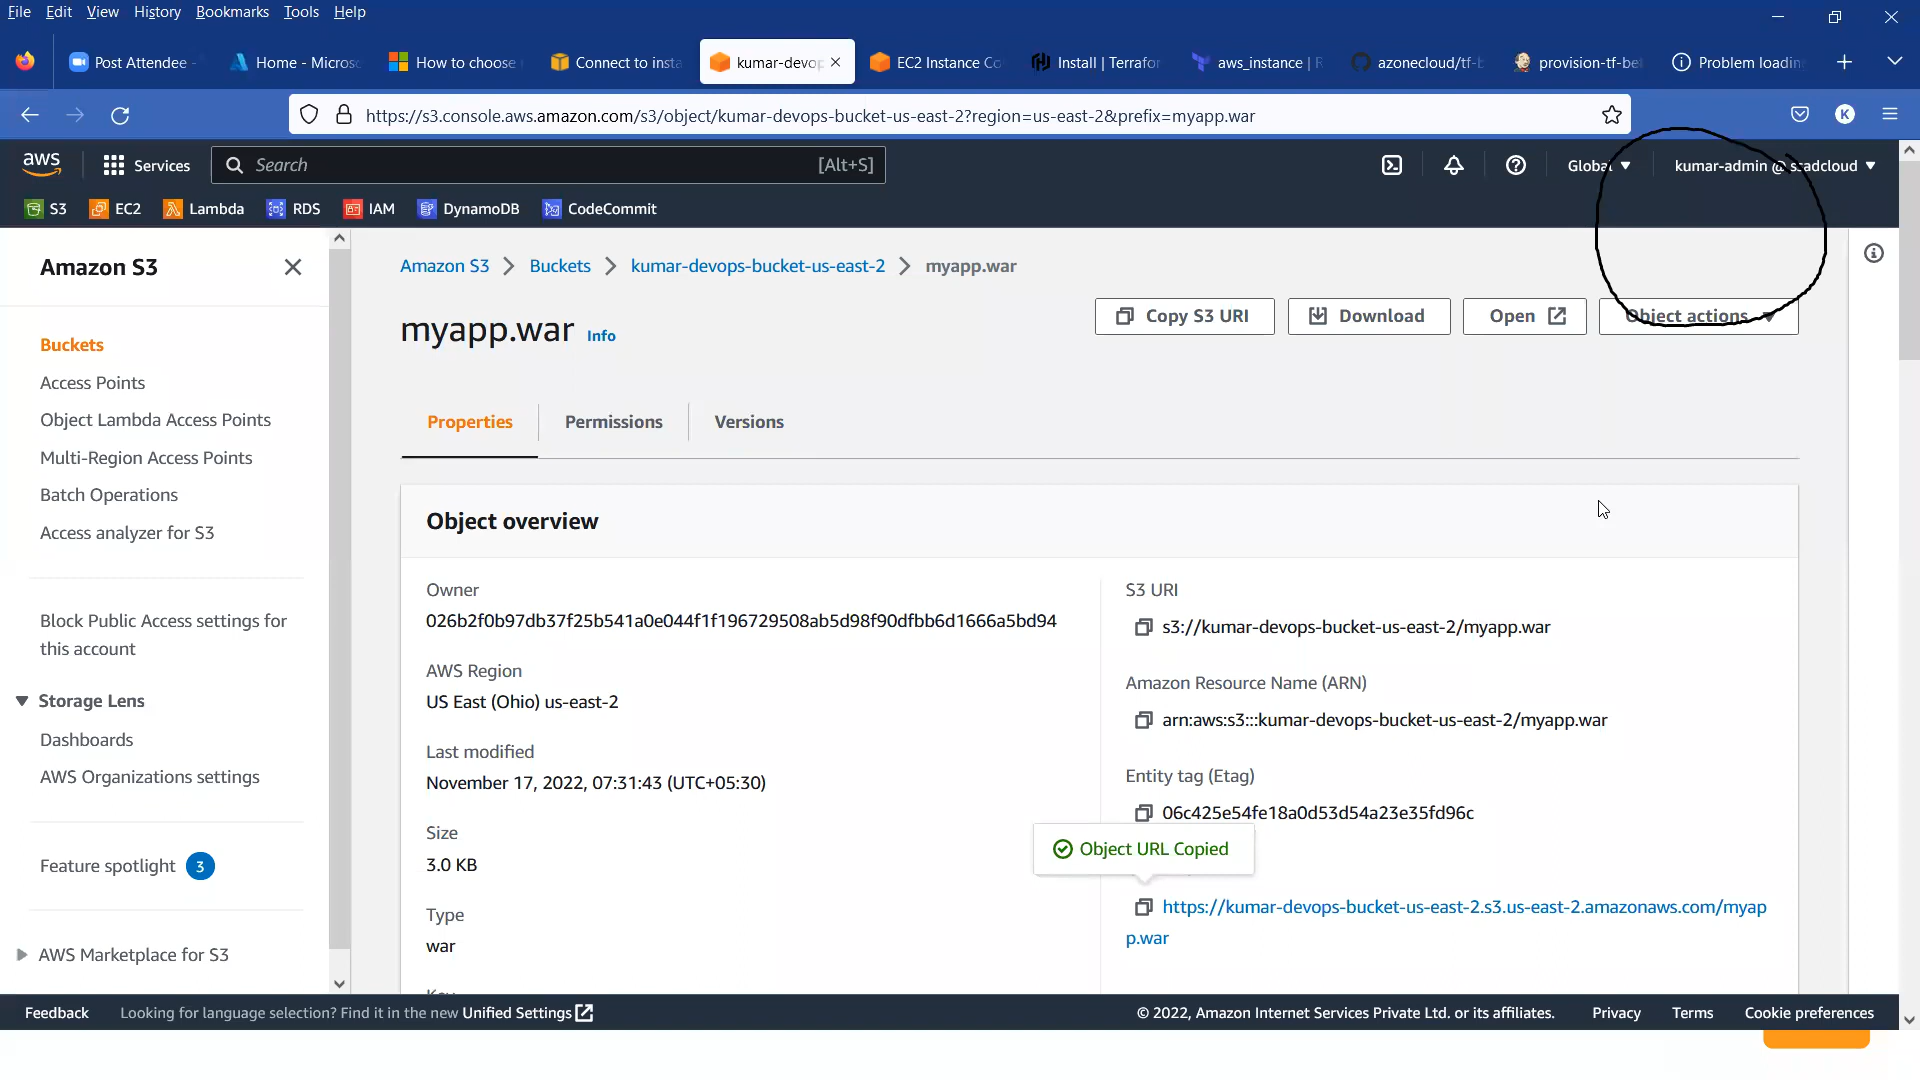 File Edit View History Bookmarks Tools Help
Post Attendee -
Home - Micros
How to choose
Connect to insta
kumar-devop
EC2 Instance Co
Install | Terrafor
aws_instance | R
azonecloud/tf-b
provision-tf-bet
Problem loadin
https://s3.console.aws.amazon.com/s3/object/kumar-devops-bucket-us-east-2?region=us-east-2&prefix=myapp.war
K
aws
Services
Search [Alt+S]
Global
kumar-admin @ ssadcloud
S3 EC2 Lambda RDS IAM DynamoDB CodeCommit
Amazon S3
Buckets
Access Points
Object Lambda Access Points
Multi-Region Access Points
Batch Operations
Access analyzer for S3
Block Public Access settings for
this account
Storage Lens
Dashboards
AWS Organizations settings
Feature spotlight 3
AWS Marketplace for S3
Amazon S3 > Buckets > kumar-devops-bucket-us-east-2 > myapp.war
myapp.war Info
Copy S3 URI
Download
Open
Object actions
Properties
Permissions
Versions
Object overview
Owner
026b2f0b97db37f25b541a0e044f1f196729508ab5d98f90dfbb6d1666a5bd94
AWS Region
US East (Ohio) us-east-2
Last modified
November 17, 2022, 07:31:43 (UTC+05:30)
Size
3.0 KB
Type
war
S3 URI
s3://kumar-devops-bucket-us-east-2/myapp.war
Amazon Resource Name (ARN)
arn:aws:s3:::kumar-devops-bucket-us-east-2/myapp.war
Entity tag (Etag)
06c425e54fe18a0d53d54a23e35fd96c
Object URL Copied
https://kumar-devops-bucket-us-east-2.s3.us-east-2.amazonaws.com/myap
p.war
Feedback
Looking for language selection? Find it in the new Unified Settings
© 2022, Amazon Internet Services Private Ltd. or its affiliates.
Privacy
Terms
Cookie preferences